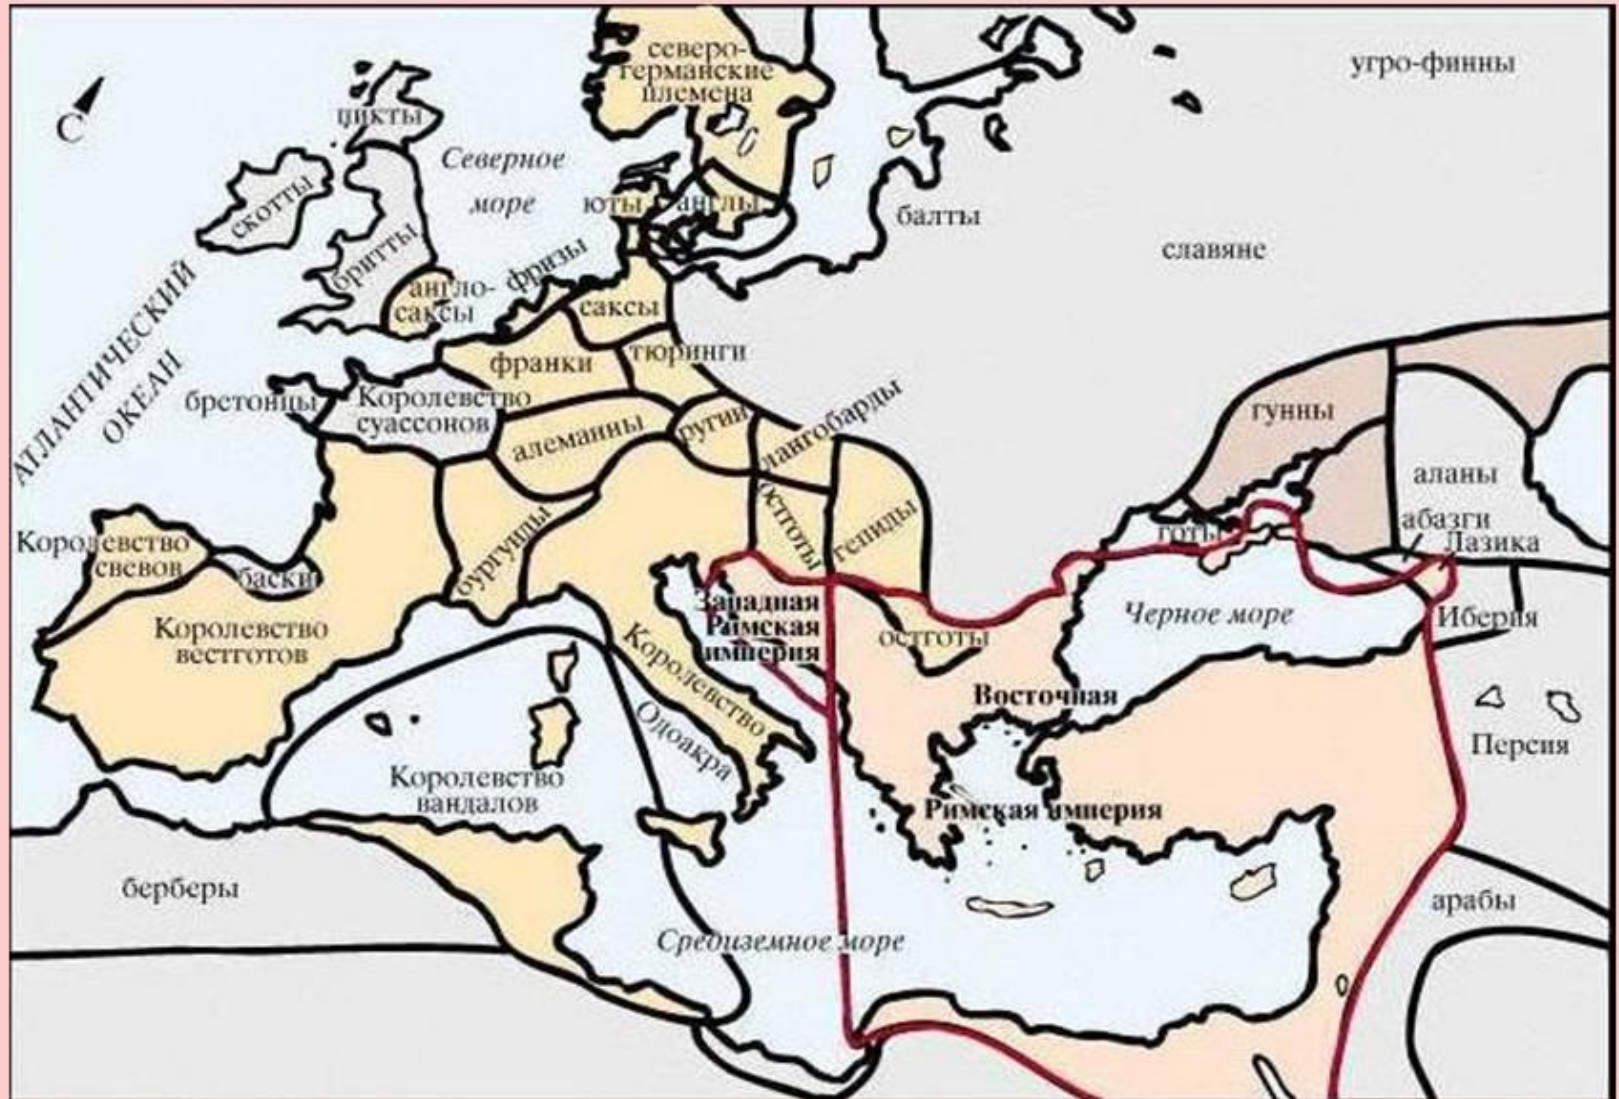 северо-
германские
племена
угро-финны
С
пикты
Северное
море
скотты
юты
англы
балты
славяне
бритты
фризы
англо-
саксы
саксы
АТЛАНТИЧЕСКИЙ
ОКЕАН
франки
тюринги
бретонцы
Королевство
суассонов
алеманны
ругии
лангобарды
гунны
аланы
абазги
Лазика
готы
Королевство
свевов
баски
бургунды
остготы
гепиды
Западная
Римская
империя
Черное море
Иберия
Королевство
вестготов
остготы
Королевство
Одоакра
Восточная
Римская империя
Персия
Королевство
вандалов
берберы
арабы
Средиземное море